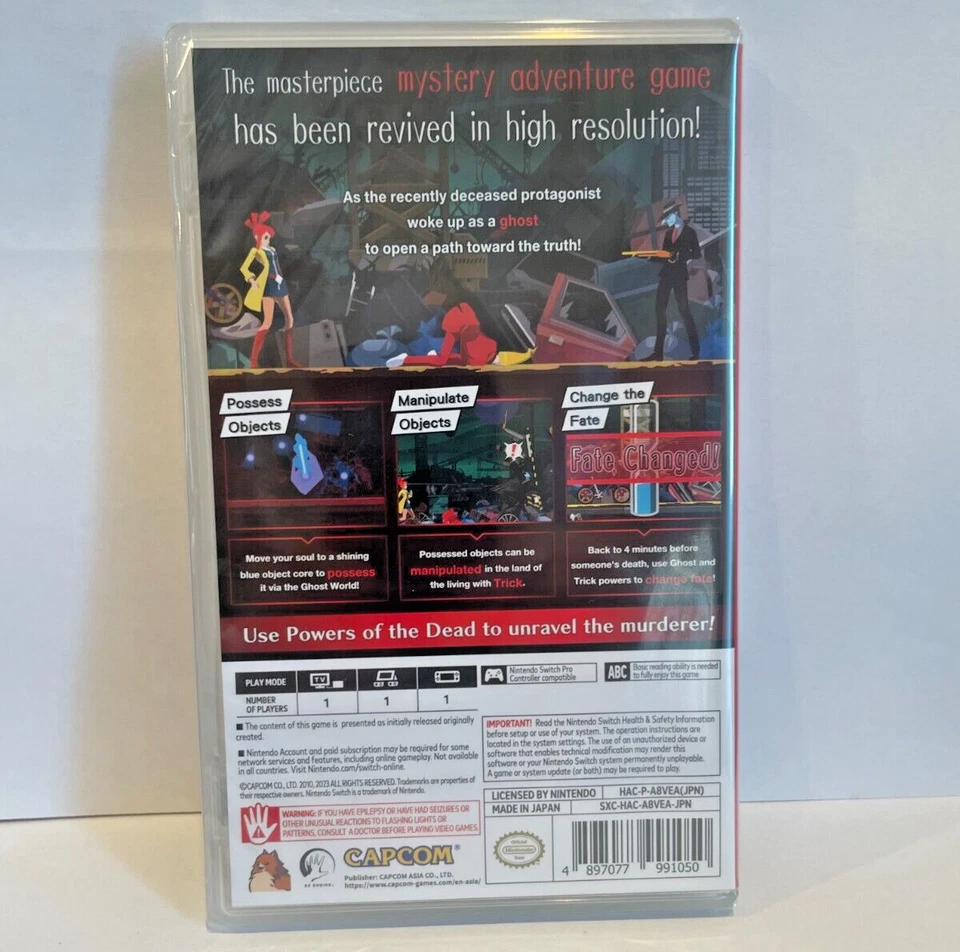 The masterpiece mystery adventure game
has been revived in high resolution!
As the recently deceased protagonist
woke up as a ghost
to open a path toward the truth!
Possess
Objects
Manipulate
Objects
Change the
Fate
Fate Changed!
Move your soul to a shining
blue object core to possess
it via the Ghost World!
Possessed objects can be
manipulated in the land of
the living with Trick.
Back to 4 minutes before
someone's death, use Ghost and
Trick powers to change fate!
Use Powers of the Dead to unravel the murderer!
PLAY MODE
TV
NUMBER
OF PLAYERS
1
1
1
Nintendo Switch Pro
Controller compatible
ABC
Basic reading ability is needed
to fully enjoy this game
■ The content of this game is presented as initially released originally
created.
■ Nintendo Account and paid subscription may be required for some
network services and features, including online gameplay. Not available
in all countries. Visit Nintendo.com/switch-online.
©CAPCOM CO., LTD. 2010, 2023 ALL RIGHTS RESERVED. Trademarks are properties of
their respective owners. Nintendo Switch is a trademark of Nintendo.
IMPORTANT! Read the Nintendo Switch Health & Safety Information
before setup or use of your system. The operation instructions are
located in the system settings. The use of an unauthorized device or
software that enables technical modification may render this
software or your Nintendo Switch system permanently unplayable.
A game or system update (or both) may be required to play.
WARNING: IF YOU HAVE EPILEPSY OR HAVE HAD SEIZURES OR
OTHER UNUSUAL REACTIONS TO FLASHING LIGHTS OR
PATTERNS, CONSULT A DOCTOR BEFORE PLAYING VIDEO GAMES.
LICENSED BY NINTENDO
HAC-P-A8VEA(JPN)
MADE IN JAPAN
SXC-HAC-A8VEA-JPN
RE ENGINE
CAPCOM®
Publisher: CAPCOM ASIA CO., LTD.
https://www.capcom-games.com/en-asia/
Official
Nintendo
Seal
4 897077 991050